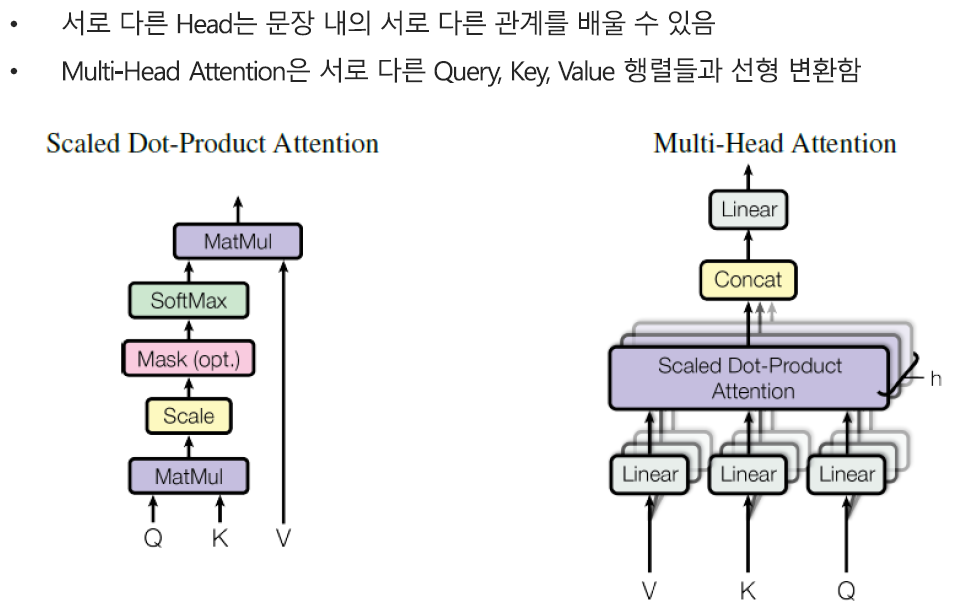 • 서로 다른 Head는 문장 내의 서로 다른 관계를 배울 수 있음
• Multi-Head Attention은 서로 다른 Query, Key, Value 행렬들과 선형 변환함
Scaled Dot-Product Attention
MatMul
SoftMax
Mask (opt.)
Scale
MatMul
Q K V
Multi-Head Attention
Linear
Concat
Scaled Dot-Product
Attention
h
Linear Linear Linear
V K Q